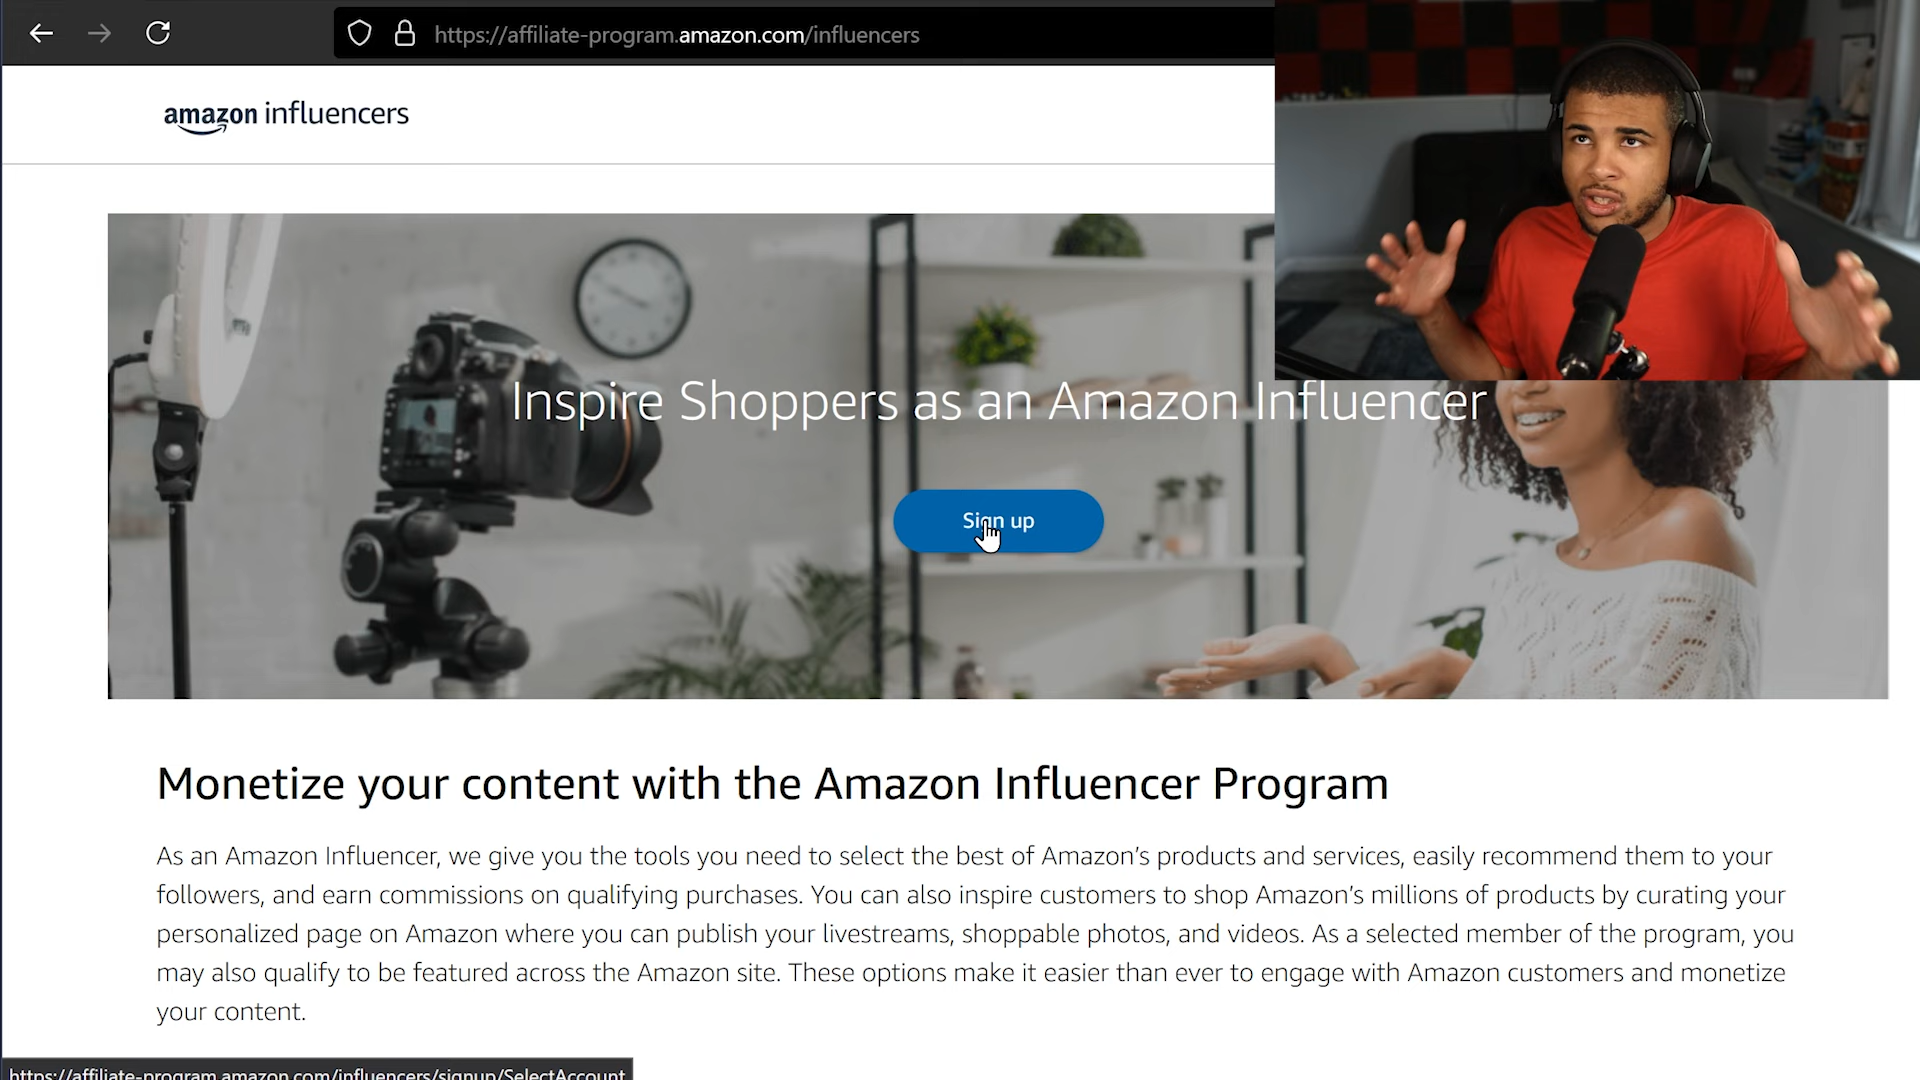 https://affiliate-program.amazon.com/influencers
amazon influencers
Inspire Shoppers as an Amazon Influencer
Sign up
Monetize your content with the Amazon Influencer Program
As an Amazon Influencer, we give you the tools you need to select the best of Amazon’s products and services, easily recommend them to your
followers, and earn commissions on qualifying purchases. You can also inspire customers to shop Amazon’s millions of products by curating your
personalized page on Amazon where you can publish your livestreams, shoppable photos, and videos. As a selected member of the program, you
may also qualify to be featured across the Amazon site. These options make it easier than ever to engage with Amazon customers and monetize
your content.
https://affiliate-program.amazon.com/influencers/signup/SelectAccount